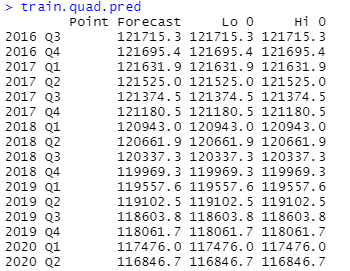 > train.quad.pred
Point Forecast Lo 0 Hi 0
2016 Q3 121715.3 121715.3 121715.3
2016 Q4 121695.4 121695.4 121695.4
2017 Q1 121631.9 121631.9 121631.9
2017 Q2 121525.0 121525.0 121525.0
2017 Q3 121374.5 121374.5 121374.5
2017 Q4 121180.5 121180.5 121180.5
2018 Q1 120943.0 120943.0 120943.0
2018 Q2 120661.9 120661.9 120661.9
2018 Q3 120337.3 120337.3 120337.3
2018 Q4 119969.3 119969.3 119969.3
2019 Q1 119557.6 119557.6 119557.6
2019 Q2 119102.5 119102.5 119102.5
2019 Q3 118603.8 118603.8 118603.8
2019 Q4 118061.7 118061.7 118061.7
2020 Q1 117476.0 117476.0 117476.0
2020 Q2 116846.7 116846.7 116846.7